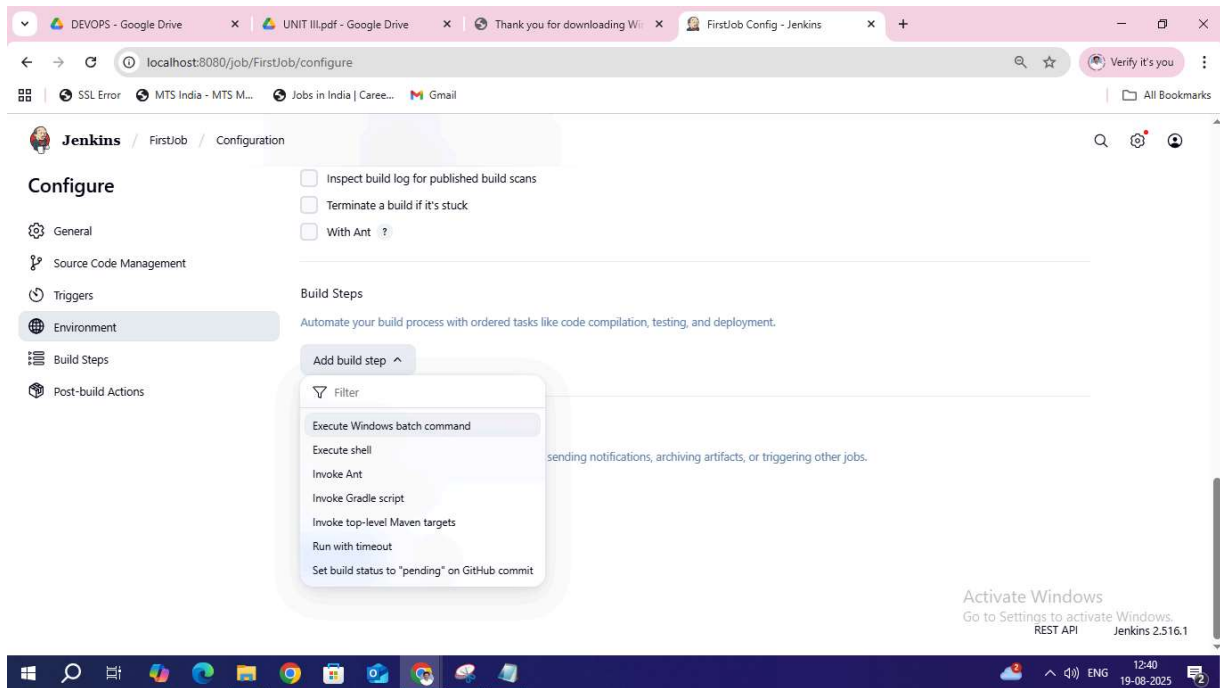 DEVOPS - Google Drive
UNIT III.pdf - Google Drive
Thank you for downloading Wi
FirstJob Config - Jenkins
localhost:8080/job/FirstJob/configure
Verify it's you
SSL Error
MTS India - MTS M...
Jobs in India | Caree...
Gmail
All Bookmarks
Jenkins / FirstJob / Configuration
Configure
General
Source Code Management
Triggers
Environment
Build Steps
Post-build Actions
Inspect build log for published build scans
Terminate a build if it's stuck
With Ant ?
Build Steps
Automate your build process with ordered tasks like code compilation, testing, and deployment.
Add build step
Filter
Execute Windows batch command
Execute shell
sending notifications, archiving artifacts, or triggering other jobs.
Invoke Ant
Invoke Gradle script
Invoke top-level Maven targets
Run with timeout
Set build status to "pending" on GitHub commit
Activate Windows
Go to Settings to activate Windows.
REST API
Jenkins 2.516.1
ENG
12:40
19-08-2025
2